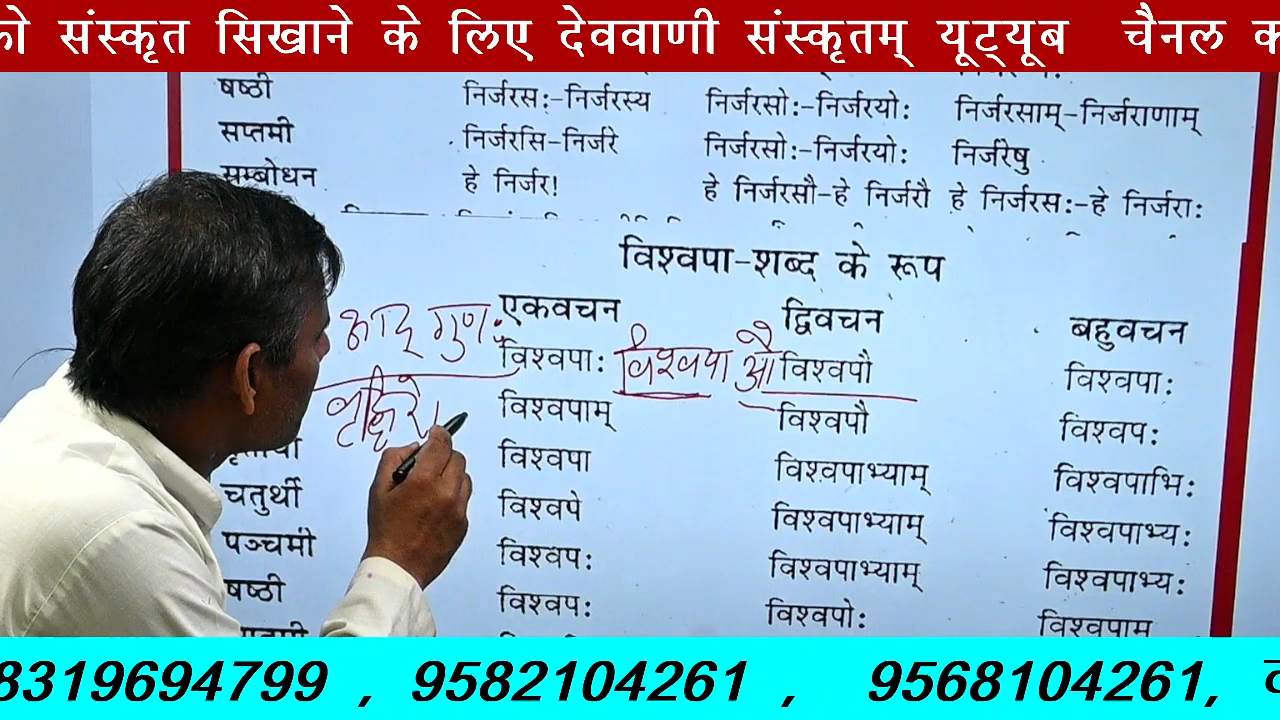 को संस्कृत सिखाने के लिए देववाणी संस्कृतम् यूट्यूब चैनल क
षष्ठी निर्जरसः-निर्जरस्य निर्जरसोः-निर्जरयोः निर्जरसाम्-निर्जराणाम्
सप्तमी निर्जरसि-निर्जरे निर्जरसोः-निर्जरयोः निर्जरेषु
सम्बोधन हे निर्जर! हे निर्जरसौ-हे निर्जरौ हे निर्जरसः-हे निर्जराः
विश्वपा-शब्द के रूप
आद् गुणः एकवचन द्विवचन बहुवचन
विश्वपाः विश्वपा औ विश्वपौ विश्वपाः
विश्वपाम् विश्वपौ विश्वपः
विश्वपा विश्वपाभ्याम् विश्वपाभिः
चतुर्थी विश्वपे विश्वपाभ्याम् विश्वपाभ्यः
पञ्चमी विश्वपः विश्वपाभ्याम् विश्वपाभ्यः
षष्ठी विश्वपः विश्वपोः विश्वपाम
8319694799 , 9582104261 , 9568104261,